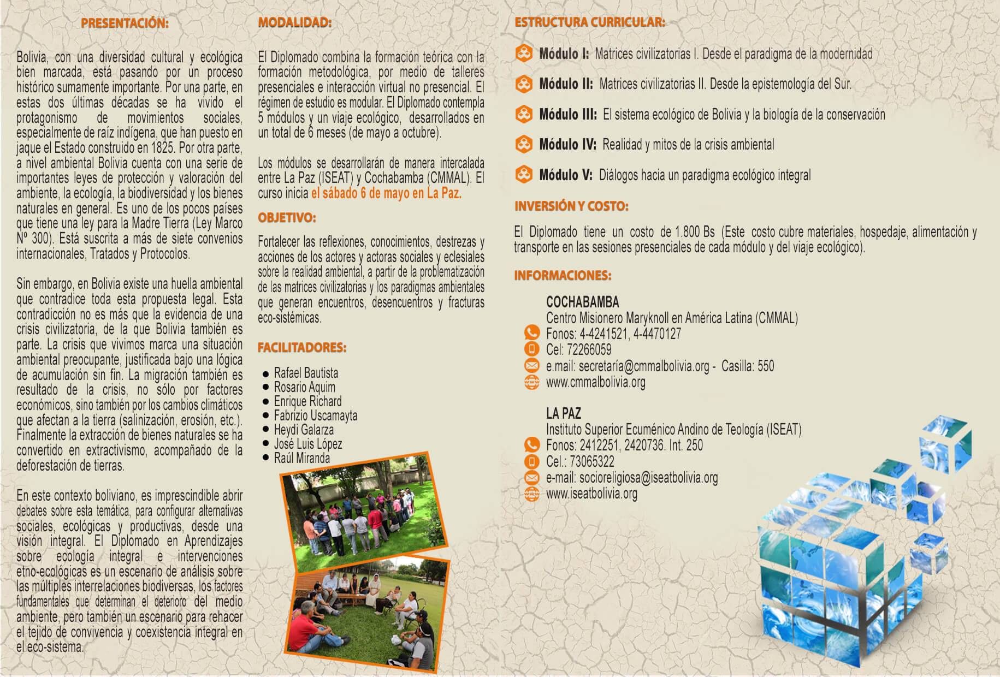 PRESENTACIÓN:
Bolivia, con una diversidad cultural y ecológica
bien marcada, está pasando por un proceso
histórico sumamente importante. Por una parte, en
estas dos últimas décadas se ha vivido el
protagonismo de movimientos sociales,
especialmente de raíz indígena, que han puesto en
jaque el Estado construido en 1825. Por otra parte,
a nivel ambiental Bolivia cuenta con una serie de
importantes leyes de protección y valoración del
ambiente, la ecología, la biodiversidad y los bienes
naturales en general. Es uno de los pocos países
que tiene una ley para la Madre Tierra (Ley Marco
Nº 300). Está suscrita a más de siete convenios
internacionales, Tratados y Protocolos.
Sin embargo, en Bolivia existe una huella ambiental
que contradice toda esta propuesta legal. Esta
contradicción no es más que la evidencia de una
crisis civilizatoria, de la que Bolivia también es
parte. La crisis que vivimos marca una situación
ambiental preocupante, justificada bajo una lógica
de acumulación sin fin. La migración también es
resultado de la crisis, no sólo por factores
económicos, sino también por los cambios climáticos
que afectan a la tierra (salinización, erosión, etc.).
Finalmente la extracción de bienes naturales se ha
convertido en extractivismo, acompañado de la
deforestación de tierras.
En este contexto boliviano, es imprescindible abrir
debates sobre esta temática, para configurar alternativas
sociales, ecológicas y productivas, desde una
visión integral. El Diplomado en Aprendizajes
sobre ecología integral e intervenciones
etno-ecológicas es un escenario de análisis sobre
las múltiples interrelaciones biodiversas, los factores
fundamentales que determinan el deterioro del medio
ambiente, pero también un escenario para rehacer
el tejido de convivencia y coexistencia integral en
el eco-sistema.
MODALIDAD:
El Diplomado combina la formación teórica con la
formación metodológica, por medio de talleres
presenciales e interacción virtual no presencial. El
régimen de estudio es modular. El Diplomado contempla
5 módulos y un viaje ecológico, desarrollados en
un total de 6 meses (de mayo a octubre).
Los módulos se desarrollarán de manera intercalada
entre La Paz (ISEAT) y Cochabamba (CMMAL). El
curso inicia el sábado 6 de mayo en La Paz.
OBJETIVO:
Fortalecer las reflexiones, conocimientos, destrezas y
acciones de los actores y actoras sociales y eclesiales
sobre la realidad ambiental, a partir de la problematización
de las matrices civilizatorias y los paradigmas ambientales
que generan encuentros, desencuentros y fracturas
eco-sistémicas.
FACILITADORES:
● Rafael Bautista
● Rosario Aquim
● Enrique Richard
● Fabrizio Uscamayta
● Heydi Galarza
● José Luis López
● Raúl Miranda
ESTRUCTURA CURRICULAR:
Módulo I: Matrices civilizatorias I. Desde el paradigma de la modernidad
Módulo II: Matrices civilizatorias II. Desde la epistemología del Sur.
Módulo III: El sistema ecológico de Bolivia y la biología de la conservación
Módulo IV: Realidad y mitos de la crisis ambiental
Módulo V: Diálogos hacia un paradigma ecológico integral
INVERSIÓN Y COSTO:
El Diplomado tiene un costo de 1.800 Bs (Este costo cubre materiales, hospedaje, alimentación y
transporte en las sesiones presenciales de cada módulo y del viaje ecológico).
INFORMACIONES:
COCHABAMBA
Centro Misionero Maryknoll en América Latina (CMMAL)
Fonos: 4-4241521, 4-4470127
Cel: 72266059
e.mail: secretaría@cmmalbolivia.org - Casilla: 550
www.cmmalbolivia.org
LA PAZ
Instituto Superior Ecuménico Andino de Teología (ISEAT)
Fonos: 2412251, 2420736. Int. 250
Cel.: 73065322
e-mail: socioreligiosa@iseatbolivia.org
www.iseatbolivia.org